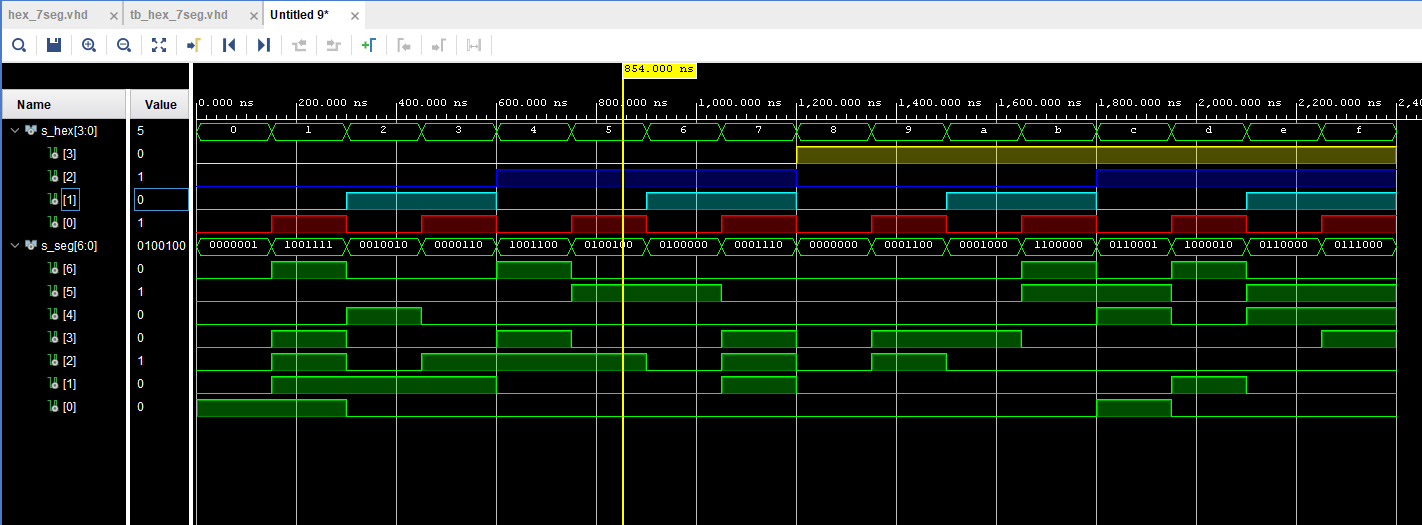 hex_7seg.vhd × tb_hex_7seg.vhd × Untitled 9* ×
854.000 ns
Name Value 0.000 ns 200.000 ns 400.000 ns 600.000 ns 800.000 ns 1,000.000 ns 1,200.000 ns 1,400.000 ns 1,600.000 ns 1,800.000 ns 2,000.000 ns 2,200.000 ns 2,40
s_hex[3:0] 5 0 1 2 3 4 5 6 7 8 9 a b c d e f
[3] 0
[2] 1
[1] 0
[0] 1
s_seg[6:0] 0100100 0000001 1001111 0010010 0000110 1001100 0100100 0100000 0001110 0000000 0001100 0001000 1100000 0110001 1000010 0110000 0111000
[6] 0
[5] 1
[4] 0
[3] 0
[2] 1
[1] 0
[0] 0